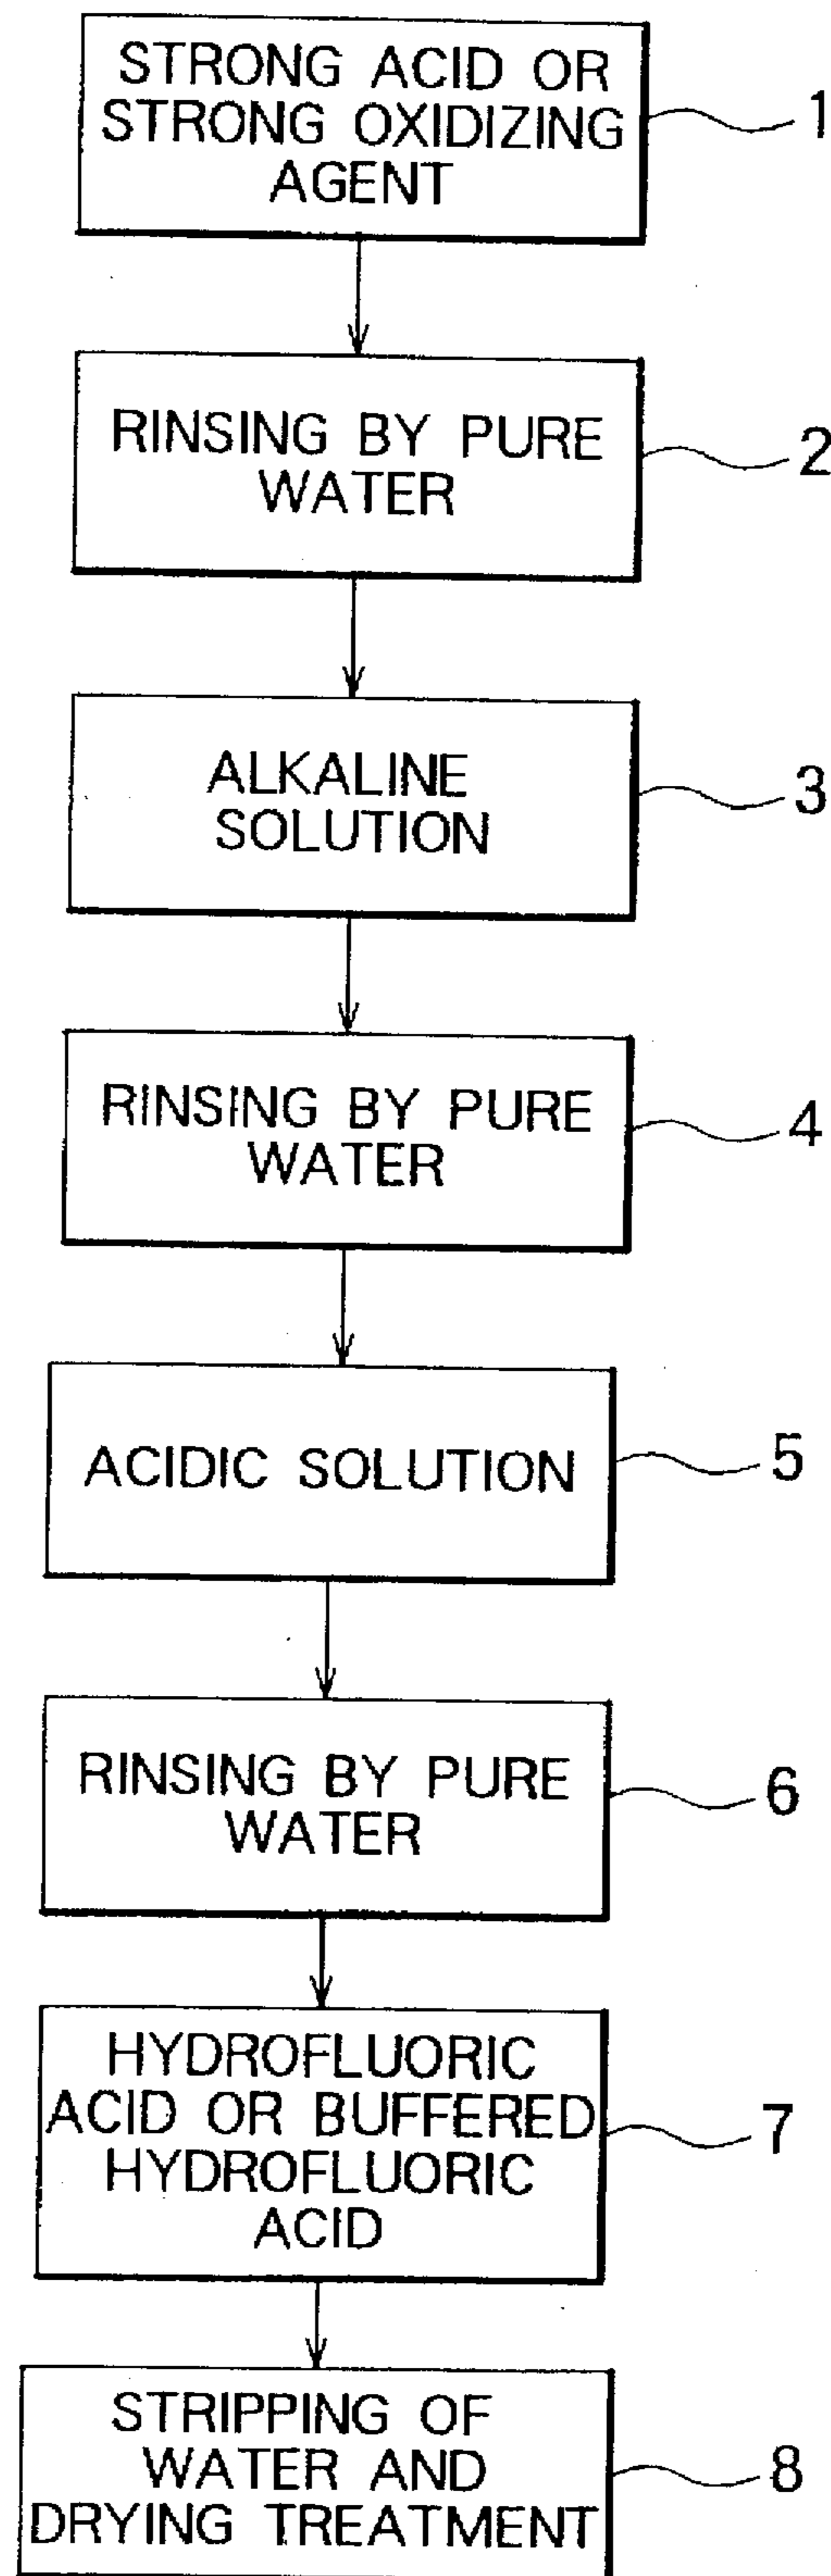 STRONG ACID OR
STRONG OXIDIZING
AGENT
1
RINSING BY PURE
WATER
2
ALKALINE
SOLUTION
3
RINSING BY PURE
WATER
4
ACIDIC SOLUTION
5
RINSING BY PURE
WATER
6
HYDROFLUORIC
ACID OR BUFFERED
HYDROFLUORIC
ACID
7
STRIPPING OF
WATER AND
DRYING TREATMENT
8